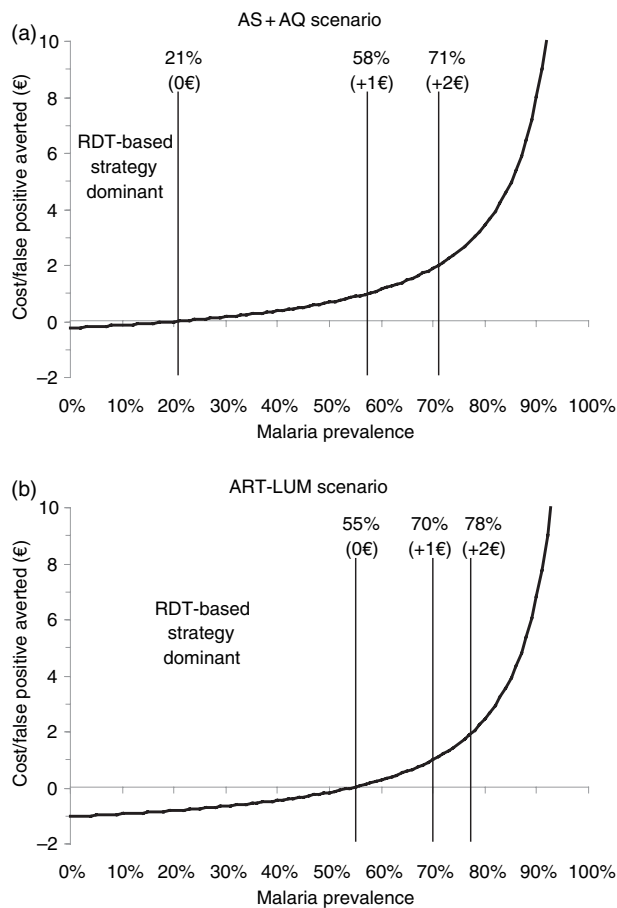 (a)
AS + AQ scenario
Cost/false positive averted (€)
10
8
6
4
2
0
–2
21%
(0€)
58%
(+1€)
71%
(+2€)
RDT-based
strategy
dominant
0% 10% 20% 30% 40% 50% 60% 70% 80% 90% 100%
Malaria prevalence
(b)
ART-LUM scenario
Cost/false positive averted (€)
10
8
6
4
2
0
–2
55%
(0€)
70%
(+1€)
78%
(+2€)
RDT-based
strategy
dominant
0% 10% 20% 30% 40% 50% 60% 70% 80% 90% 100%
Malaria prevalence